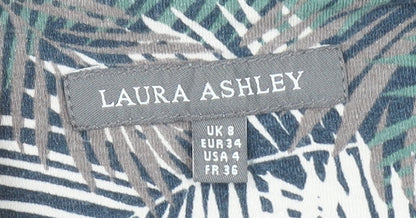 LAURA ASHLEY
UK 8
EUR 34
USA 4
FR 36